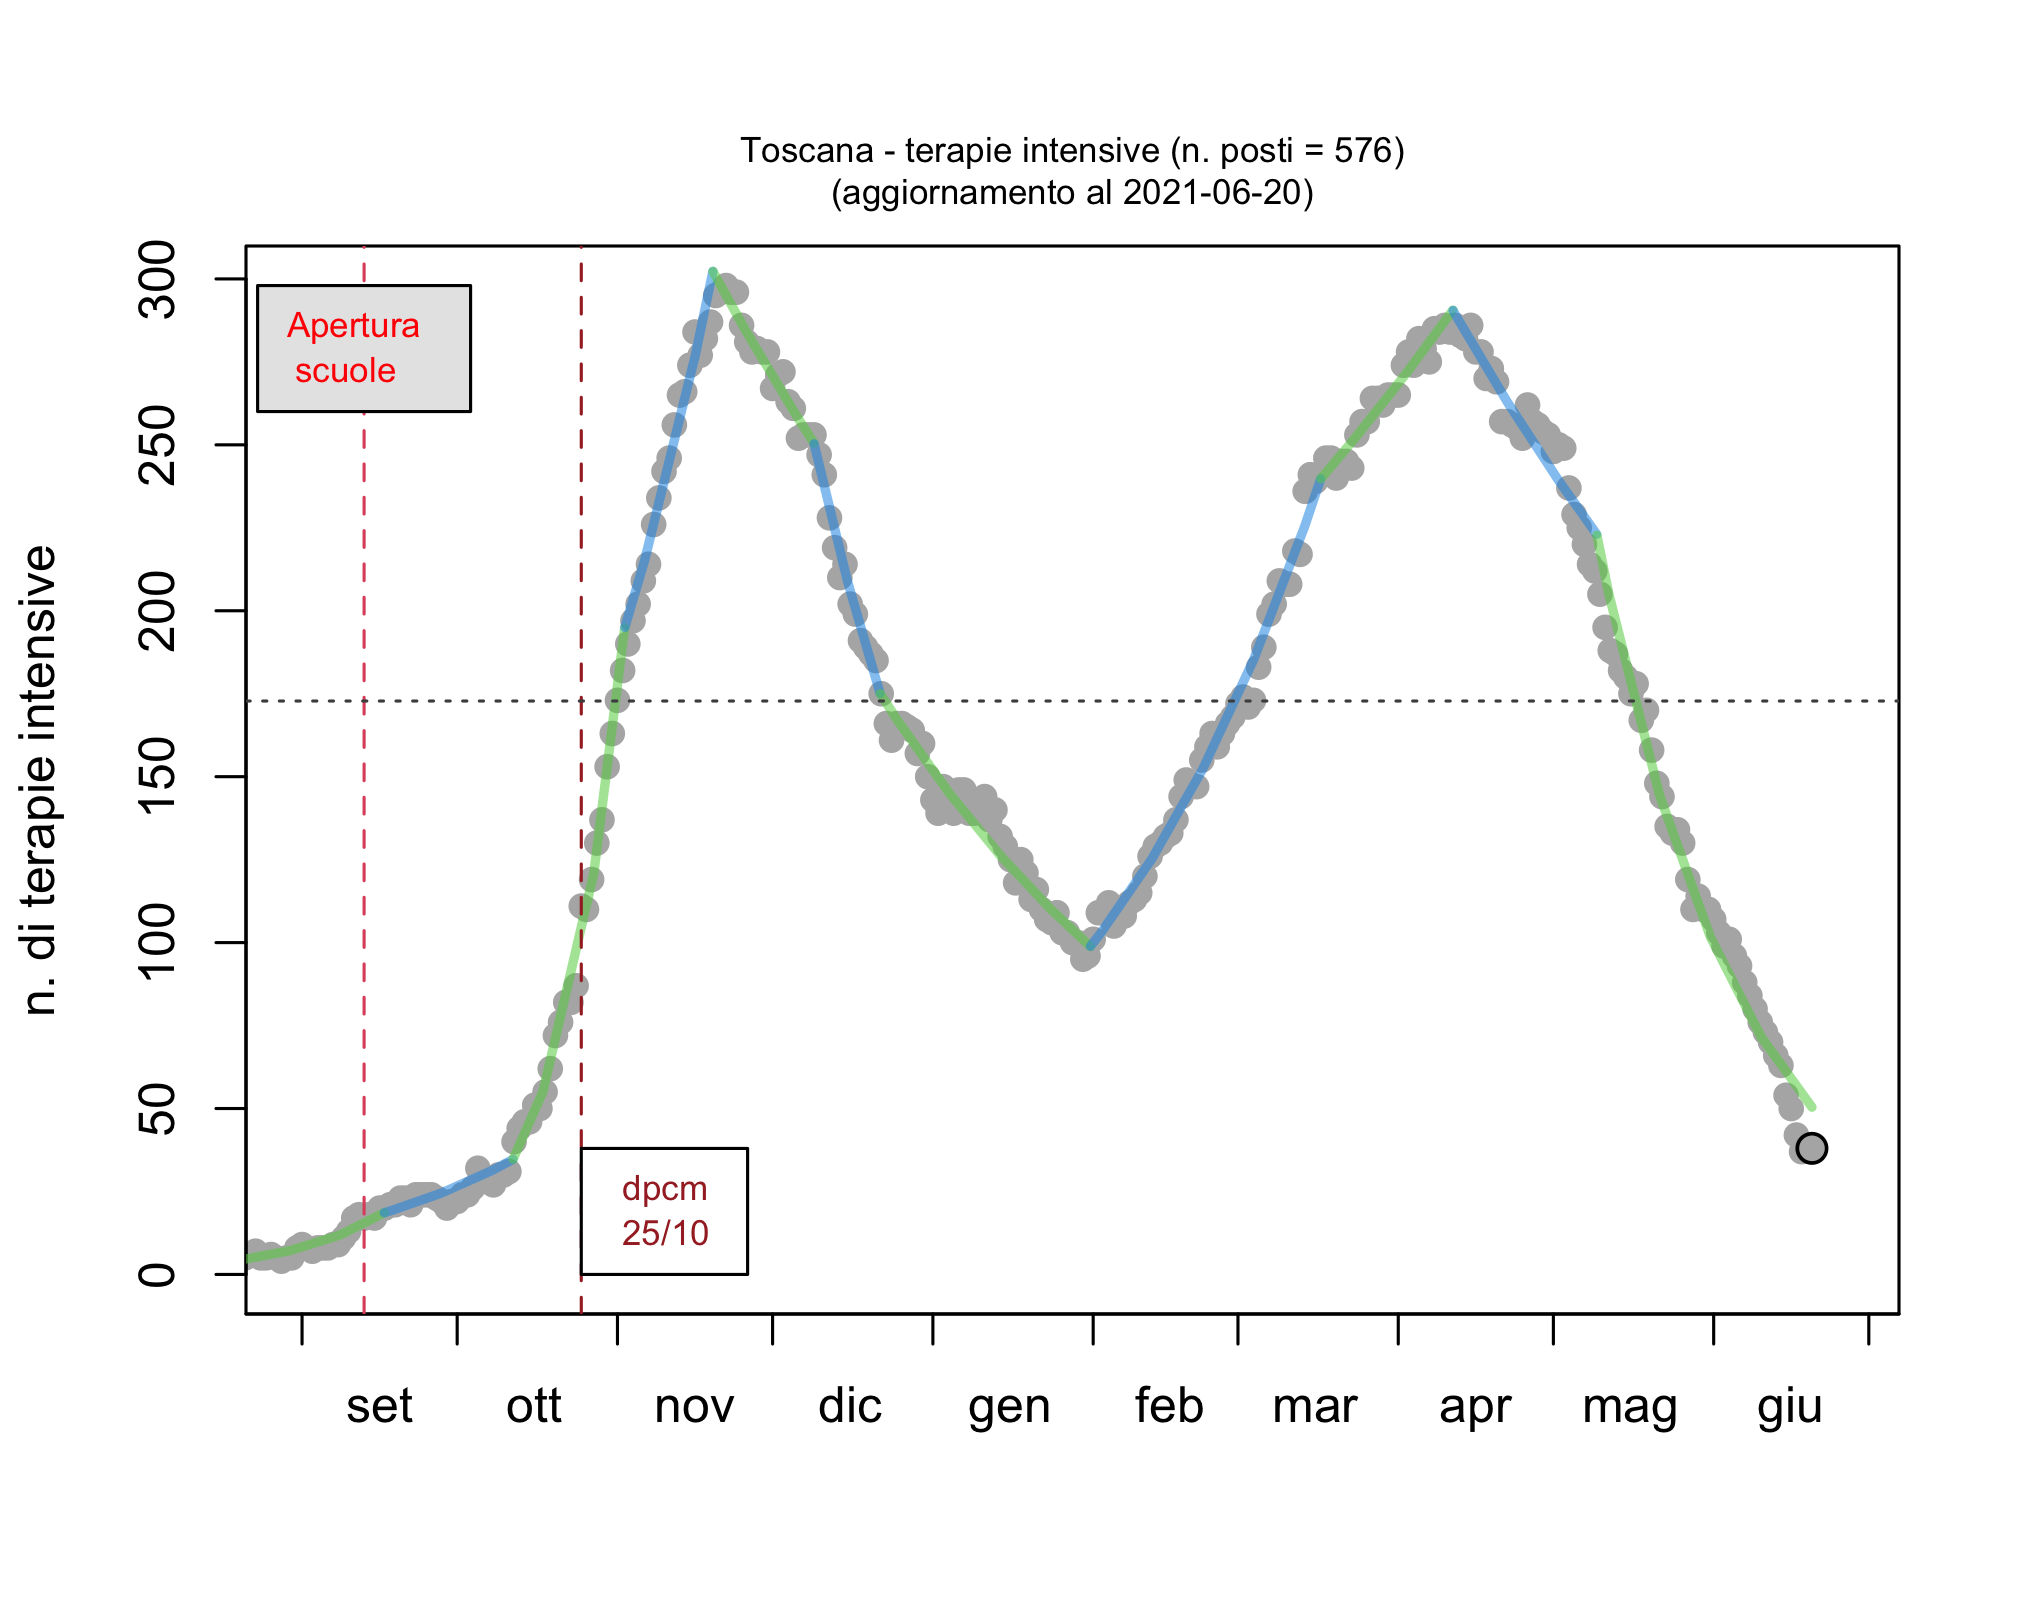 Toscana - terapie intensive (n. posti = 576)
(aggiornamento al 2021-06-20)
n. di terapie intensive
300
250
200
150
100
50
0
Apertura
scuole
dpcm
25/10
set ott nov dic gen feb mar apr mag giu